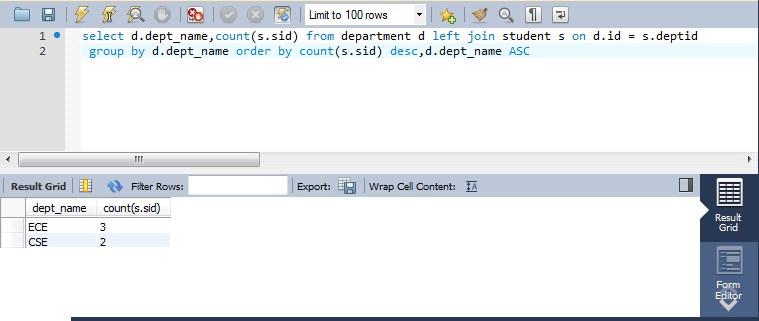 Limit to 100 rows
1 select d.dept_name,count(s.sid) from department d left join student s on d.id = s.deptid
2 group by d.dept_name order by count(s.sid) desc,d.dept_name ASC
Result Grid Filter Rows: Export: Wrap Cell Content: IA
dept_name count(s.sid)
ECE 3
CSE 2
Result
Grid
Form
Editor